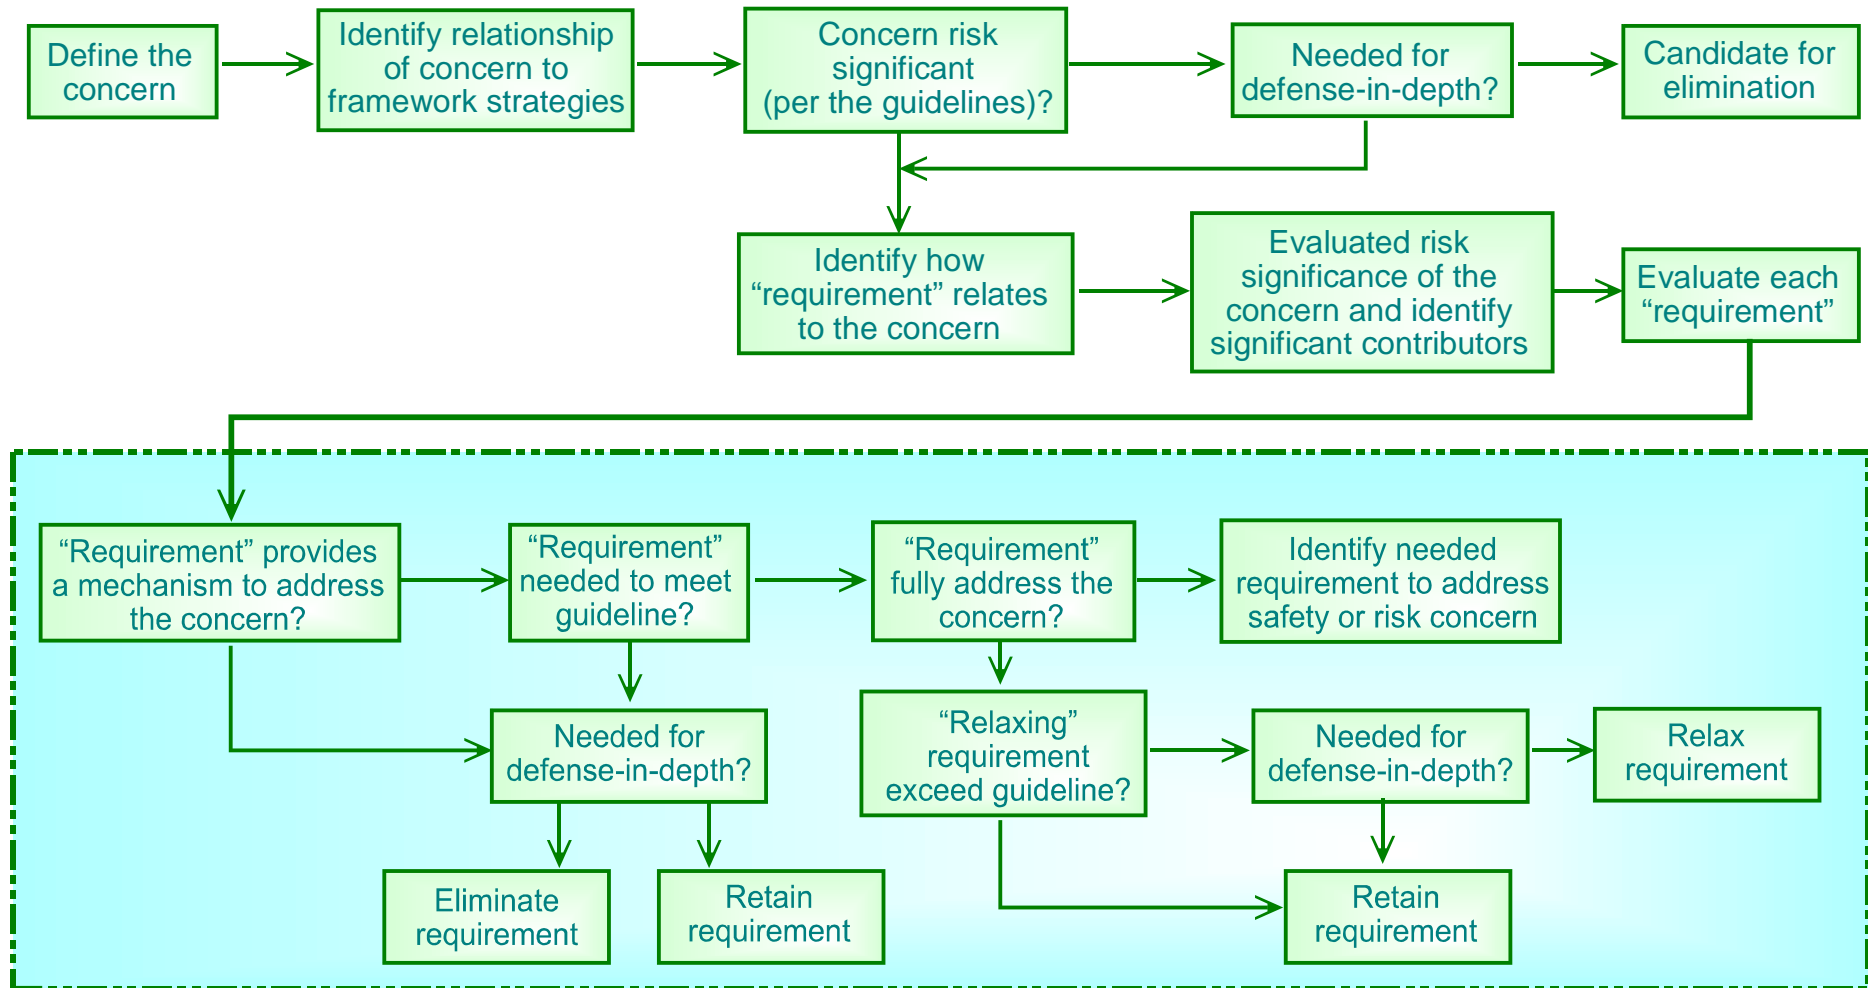 Define the
concern
Identify relationship
of concern to
framework strategies
Concern risk
significant
(per the guidelines)?
Needed for
defense-in-depth?
Candidate for
elimination
Identify how
“requirement” relates
to the concern
Evaluated risk
significance of the
concern and identify
significant contributors
Evaluate each
“requirement”
“Requirement” provides
a mechanism to address
the concern?
“Requirement”
needed to meet
guideline?
“Requirement”
fully address the
concern?
Identify needed
requirement to address
safety or risk concern
Needed for
defense-in-depth?
“Relaxing”
requirement
exceed guideline?
Needed for
defense-in-depth?
Relax
requirement
Eliminate
requirement
Retain
requirement
Retain
requirement